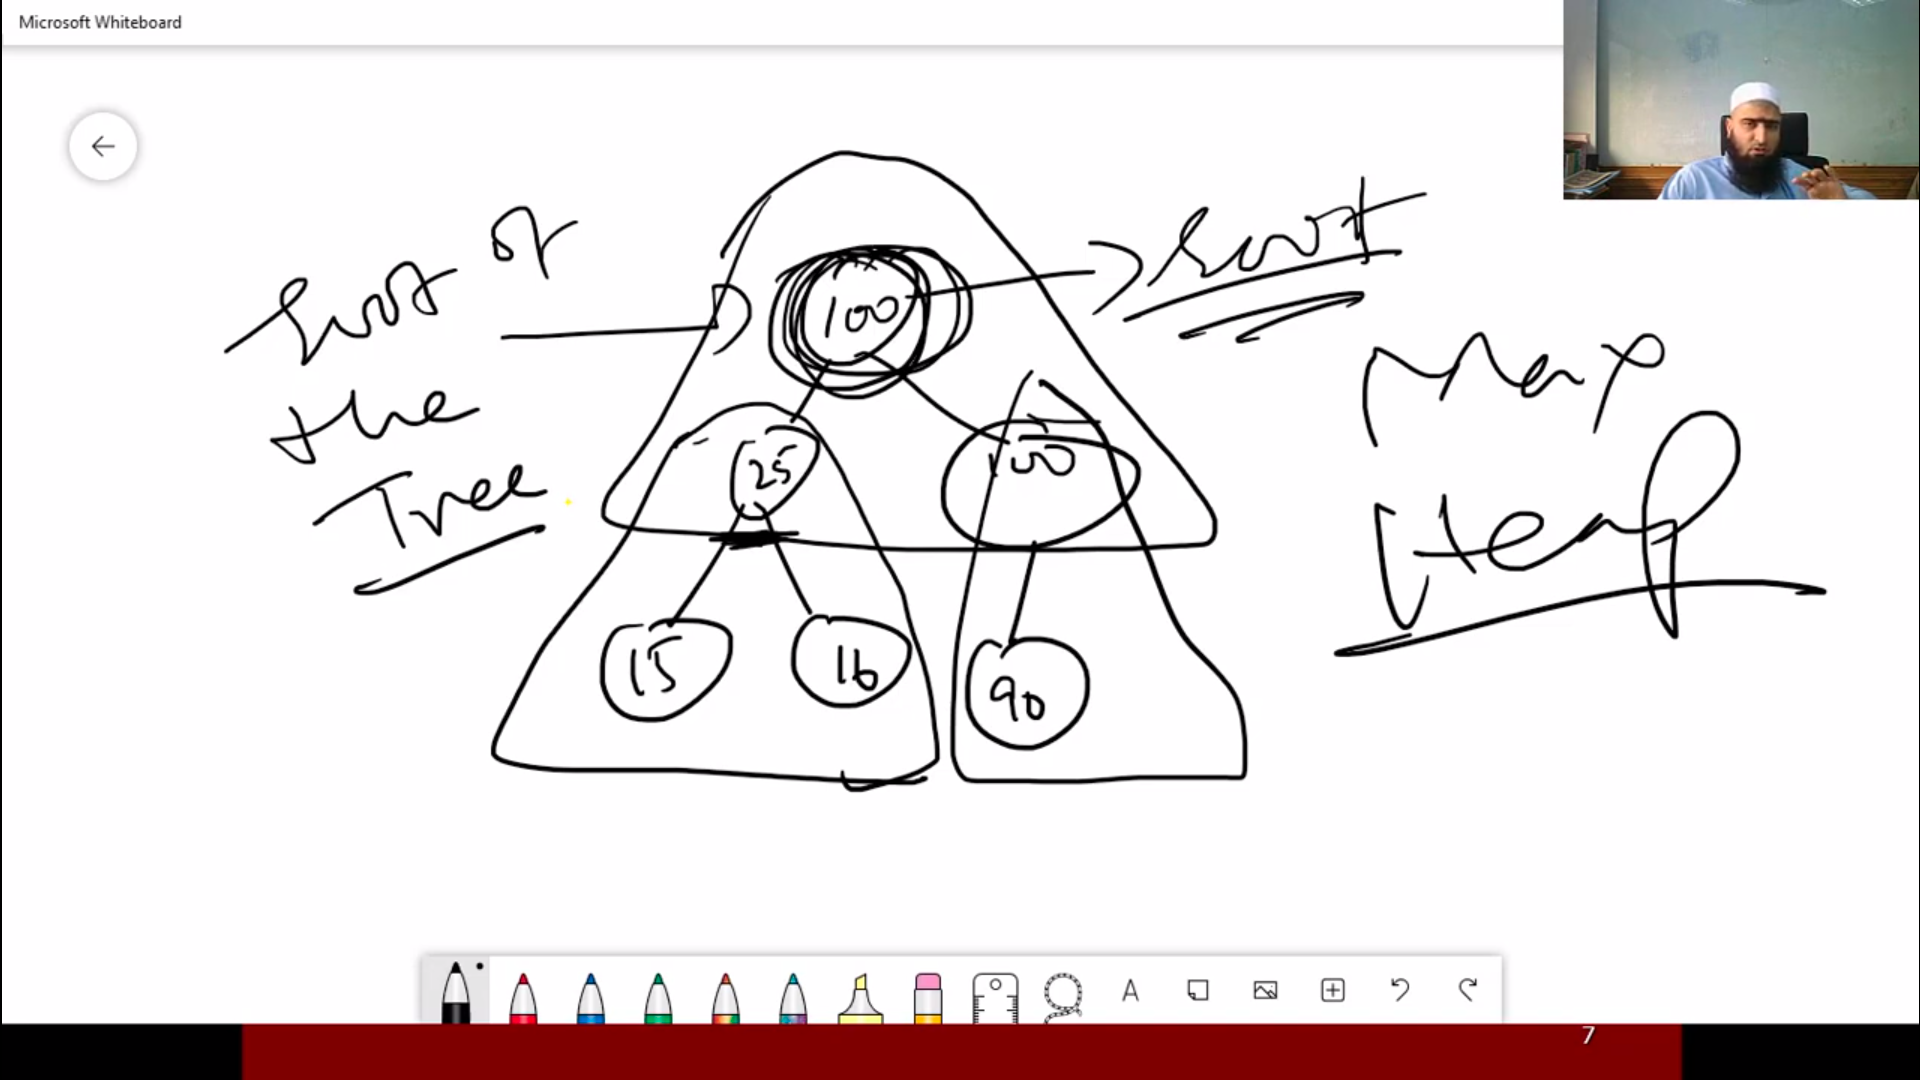 Microsoft Whiteboard
root of
the
Tree
root
100
25
100
15
16
90
Max
Heap
A
7